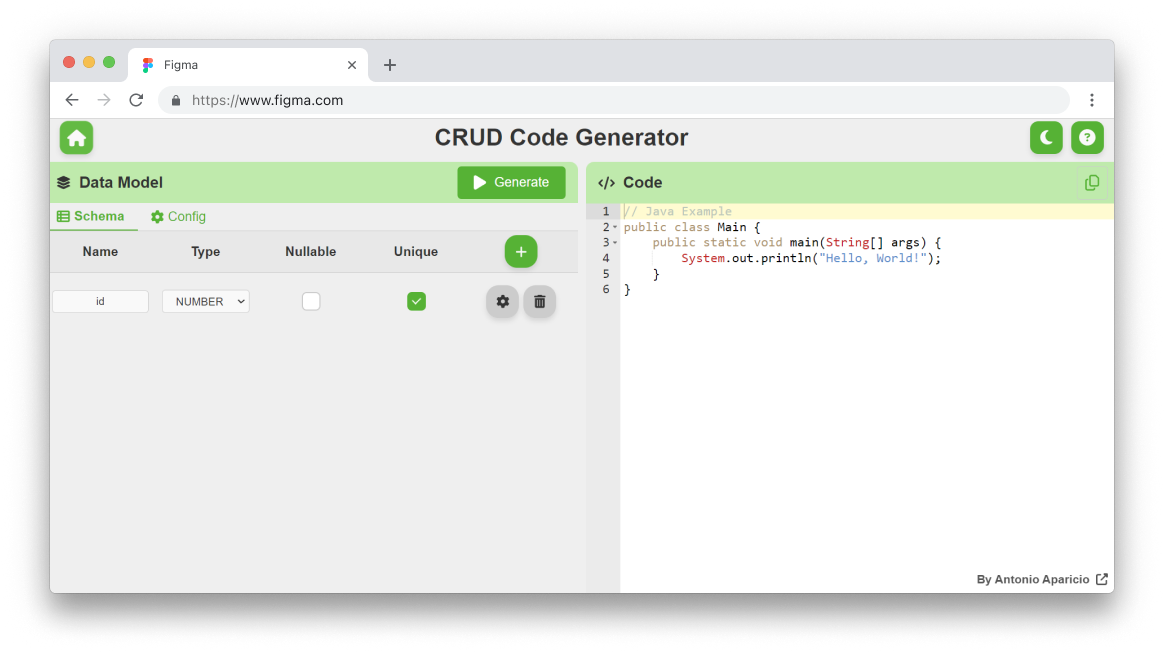 Figma
https://www.figma.com
CRUD Code Generator
?
Data Model
Generate
</> Code
Schema
Config
Name Type Nullable Unique +
id NUMBER
1 // Java Example
2 public class Main {
3 public static void main(String[] args) {
4 System.out.println("Hello, World!");
5 }
6 }
By Antonio Aparicio